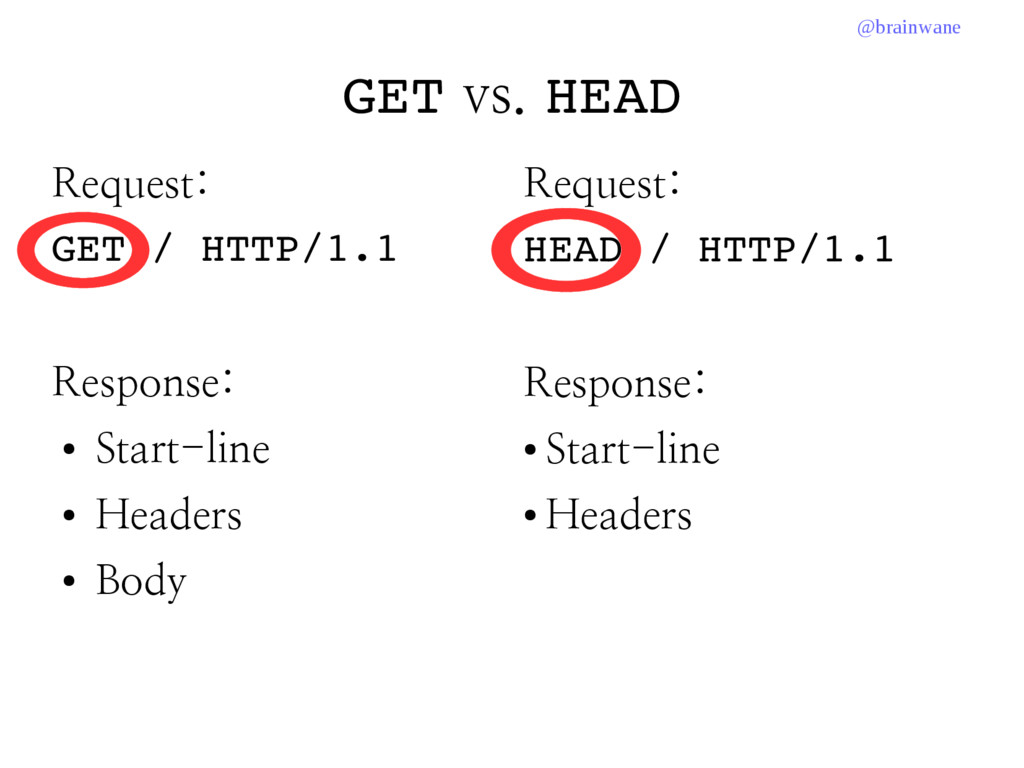 @brainwane
GET vs. HEAD
Request:
GET / HTTP/1.1
Response:
• Start-line
• Headers
• Body
Request:
HEAD / HTTP/1.1
Response:
• Start-line
• Headers